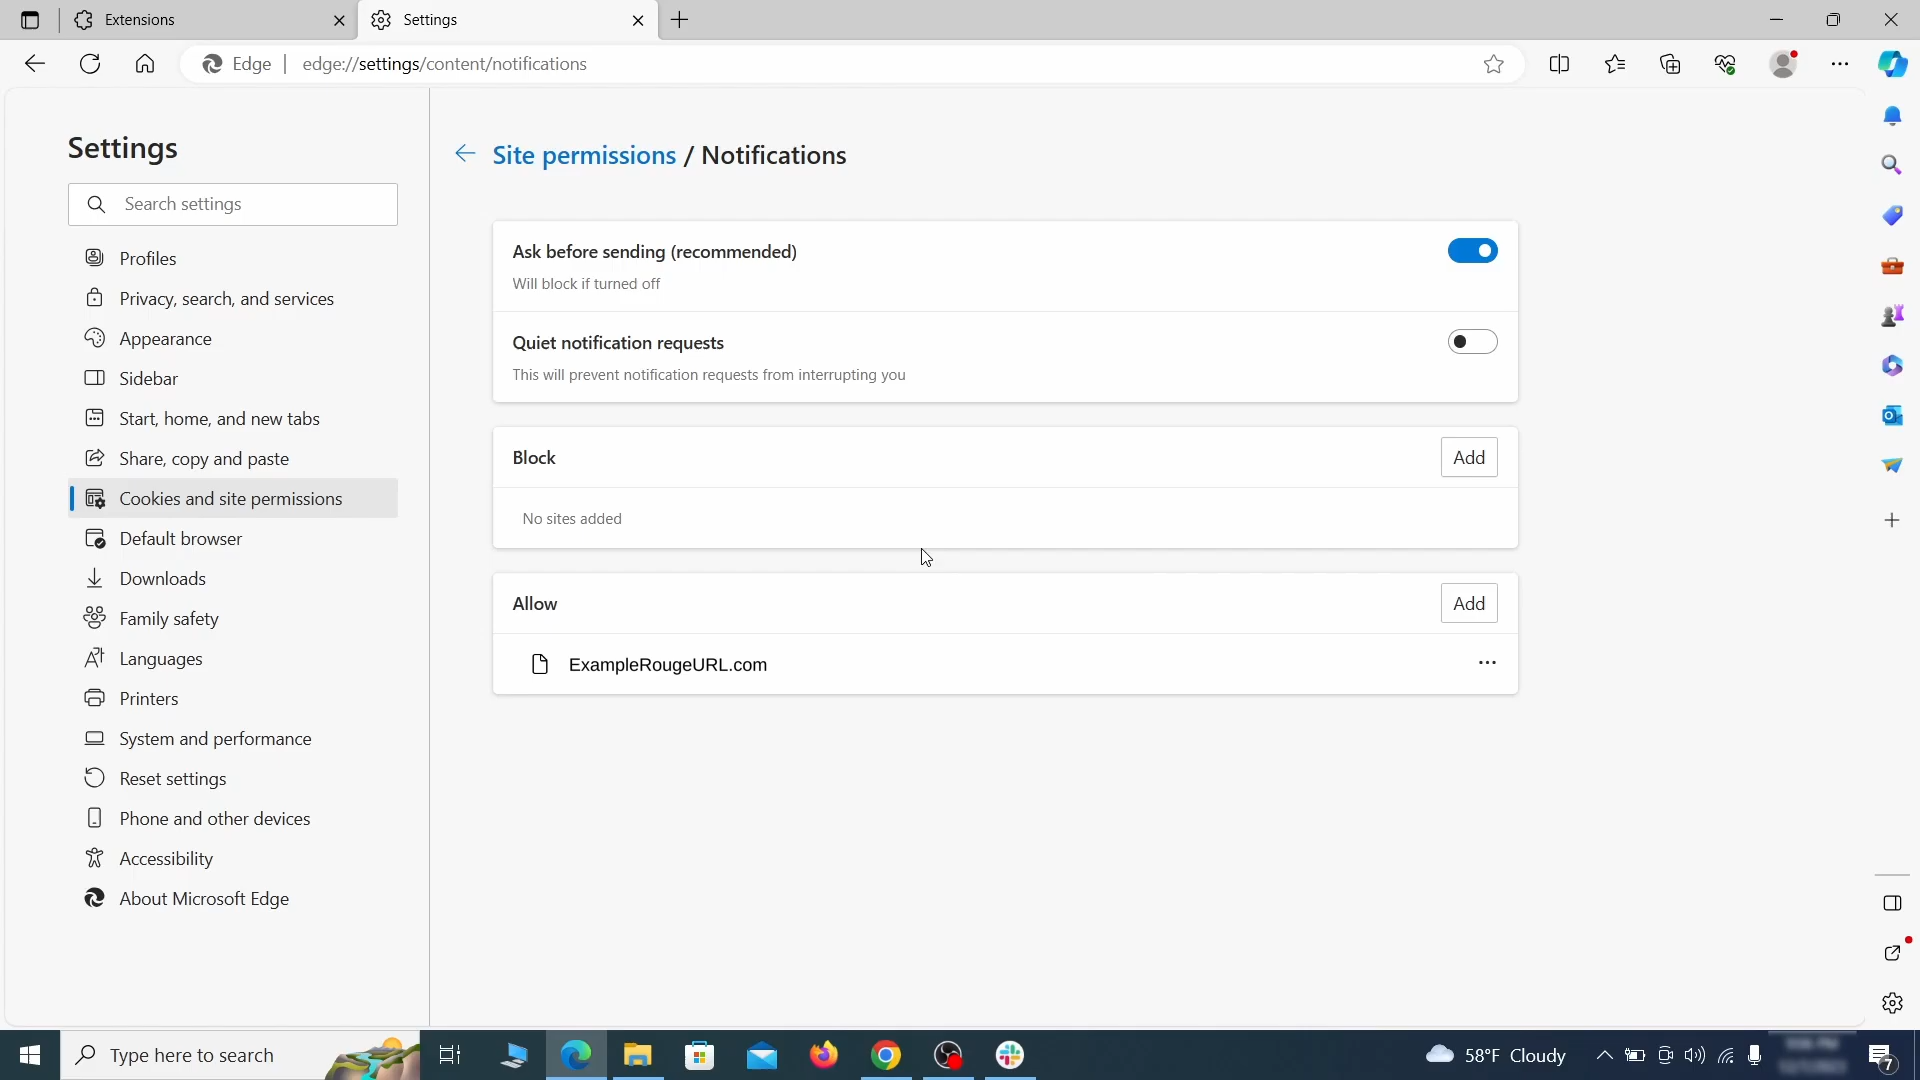 Extensions
Settings
Edge
edge://settings/content/notifications
Settings
Search settings
Profiles
Privacy, search, and services
Appearance
Sidebar
Start, home, and new tabs
Share, copy and paste
Cookies and site permissions
Default browser
Downloads
Family safety
Languages
Printers
System and performance
Reset settings
Phone and other devices
Accessibility
About Microsoft Edge
Site permissions / Notifications
Ask before sending (recommended)
Will block if turned off
Quiet notification requests
This will prevent notification requests from interrupting you
Block
Add
No sites added
Allow
Add
ExampleRougeURL.com
Type here to search
58°F Cloudy
7